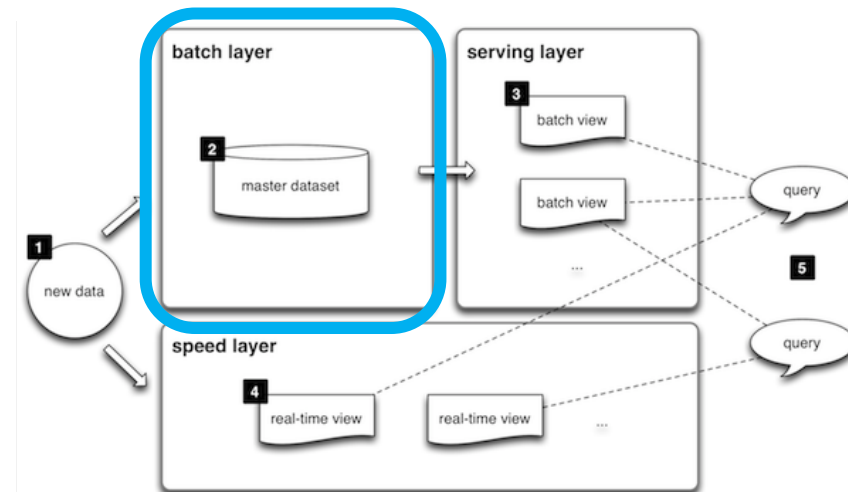 batch layer
serving layer
3
batch view
2
master dataset
query
batch view
1
5
...
new data
speed layer
query
4
real-time view
real-time view
...